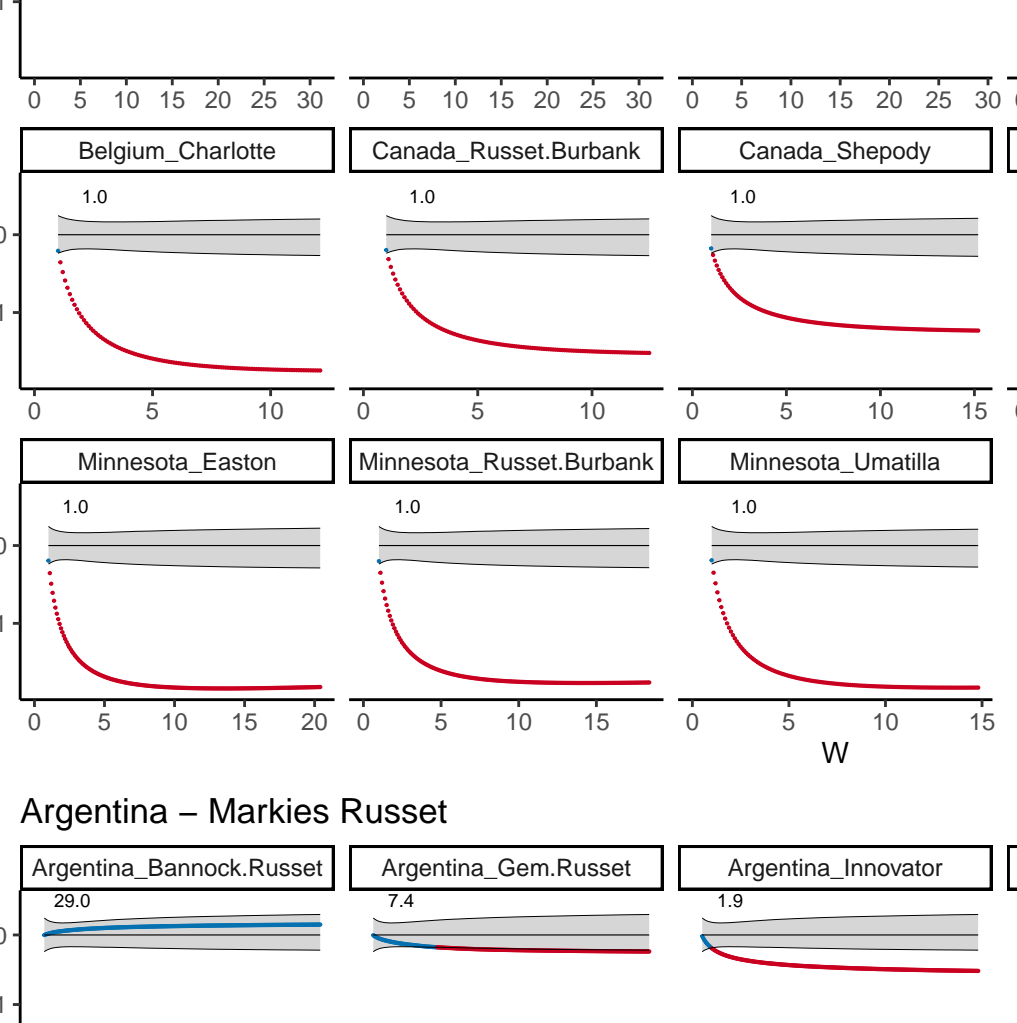 0 5 10 15 20 25 30 0 5 10 15 20 25 30 0 5 10 15 20 25 30
Belgium_Charlotte Canada_Russet.Burbank Canada_Shepody
1.0 1.0 1.0
0
0 5 10 0 5 10 0 5 10 15
Minnesota_Easton Minnesota_Russet.Burbank Minnesota_Umatilla
1.0 1.0 1.0
0
0 5 10 15 20 0 5 10 15 0 5 10 15
W
Argentina – Markies Russet
Argentina_Bannock.Russet Argentina_Gem.Russet Argentina_Innovator
29.0 7.4 1.9
0